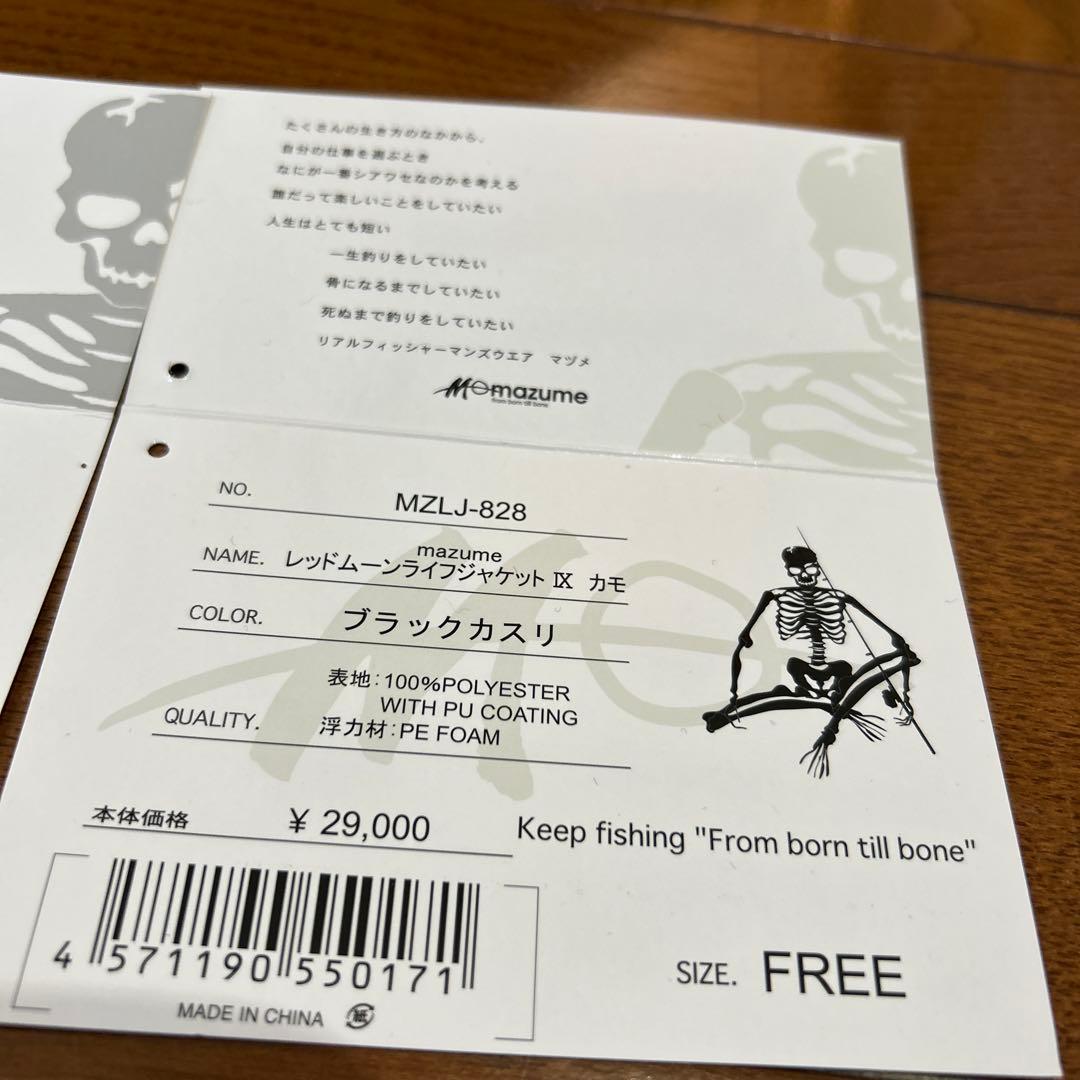 たくさんの生き方のなかから、
自分の仕事を選ぶとき
なにが一番シアワセなのかを考える
誰だって楽しいことをしていたい
人生はとても短い
一生釣りをしていたい
骨になるまでしていたい
死ぬまで釣りをしていたい
リアルフィッシャーマンズウエア マヅメ
mazume
from born till bone
NO. MZLJ-828
mazume
NAME. レッドムーンライフジャケット Ⅸ カモ
COLOR. ブラックカスリ
表地:100%POLYESTER
WITH PU COATING
QUALITY. 浮力材:PE FOAM
本体価格 ¥ 29,000
Keep fishing "From born till bone"
4 571190 550171
SIZE. FREE
MADE IN CHINA 紙